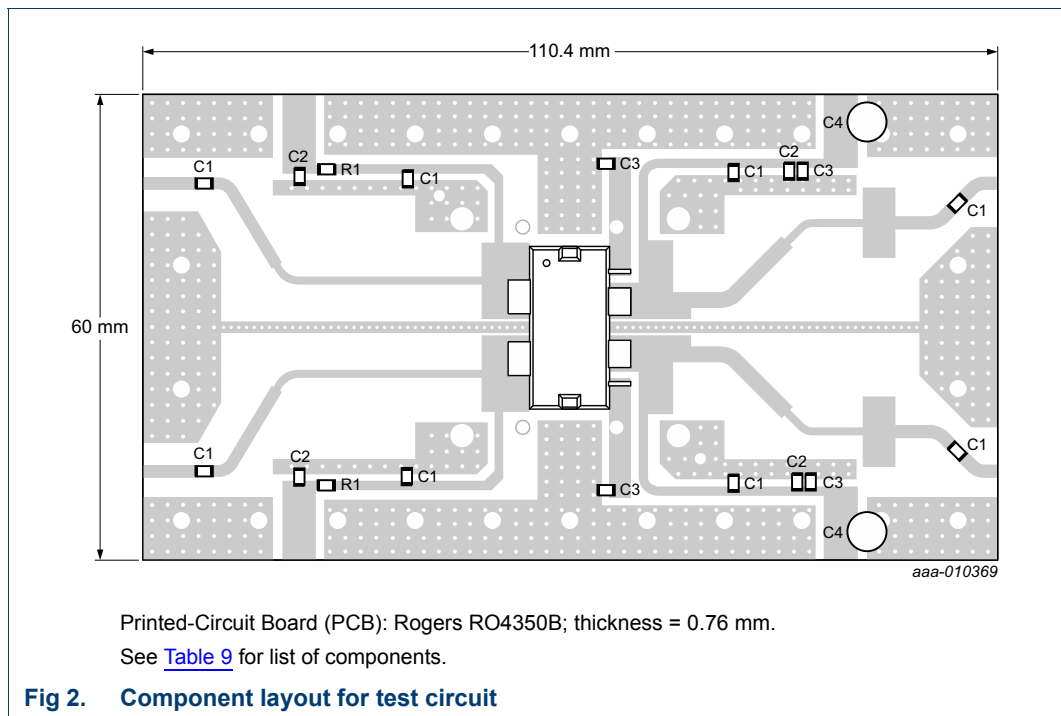 110.4 mm
C4
C1
C2
R1
C1
C3
C1
C2
C3
C1
60 mm
C1
C2
R1
C1
C3
C1
C2
C3
C1
C4
aaa-010369
Printed-Circuit Board (PCB): Rogers RO4350B; thickness = 0.76 mm.
See Table 9 for list of components.
Fig 2. Component layout for test circuit